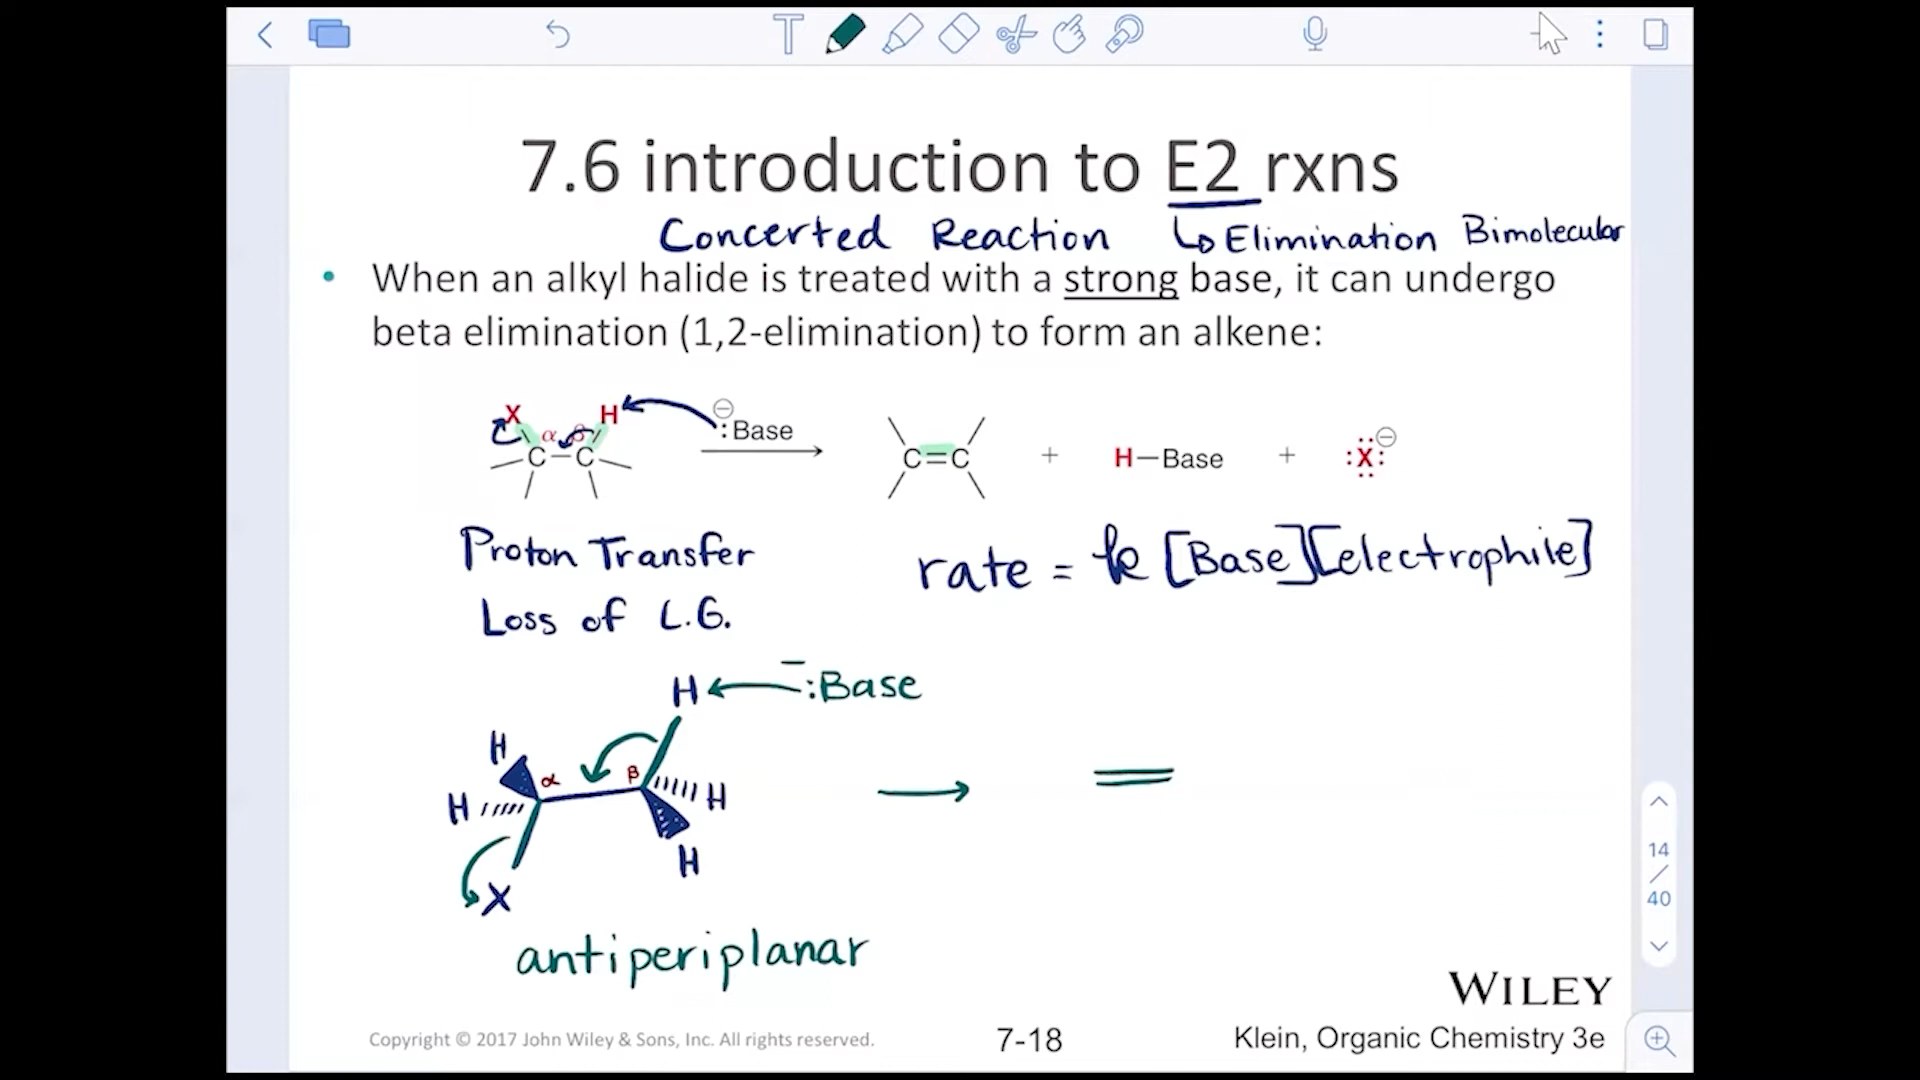 7.6 introduction to E2 rxns
Concerted Reaction ↳ Elimination Bimolecular
• When an alkyl halide is treated with a strong base, it can undergo
beta elimination (1,2-elimination) to form an alkene:
X α β H ⊖ :Base
C–C → C=C + H–Base + :X:⊖
Proton Transfer
Loss of L.G.
rate = k [Base][electrophile]
H ← –:Base
H α β
H H
H
X
→ =
antiperiplanar
14
/
40
WILEY
Copyright © 2017 John Wiley & Sons, Inc. All rights reserved.
7-18
Klein, Organic Chemistry 3e